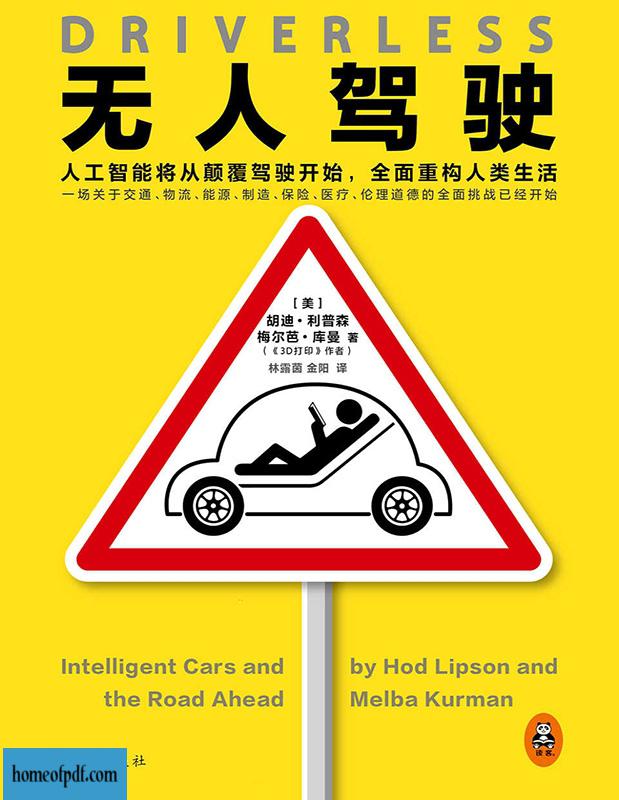 DRIVERLESS
无人驾驶
人工智能将从颠覆驾驶开始，全面重构人类生活
一场关于交通、物流、能源、制造、保险、医疗、伦理道德的全面挑战已经开始
[美]
胡迪·利普森
梅尔芭·库曼 著
(《3D打印》作者)
林露茵 金阳 译
Intelligent Cars and
the Road Ahead
by Hod Lipson and
Melba Kurman
读客
社
homeofpdf.com